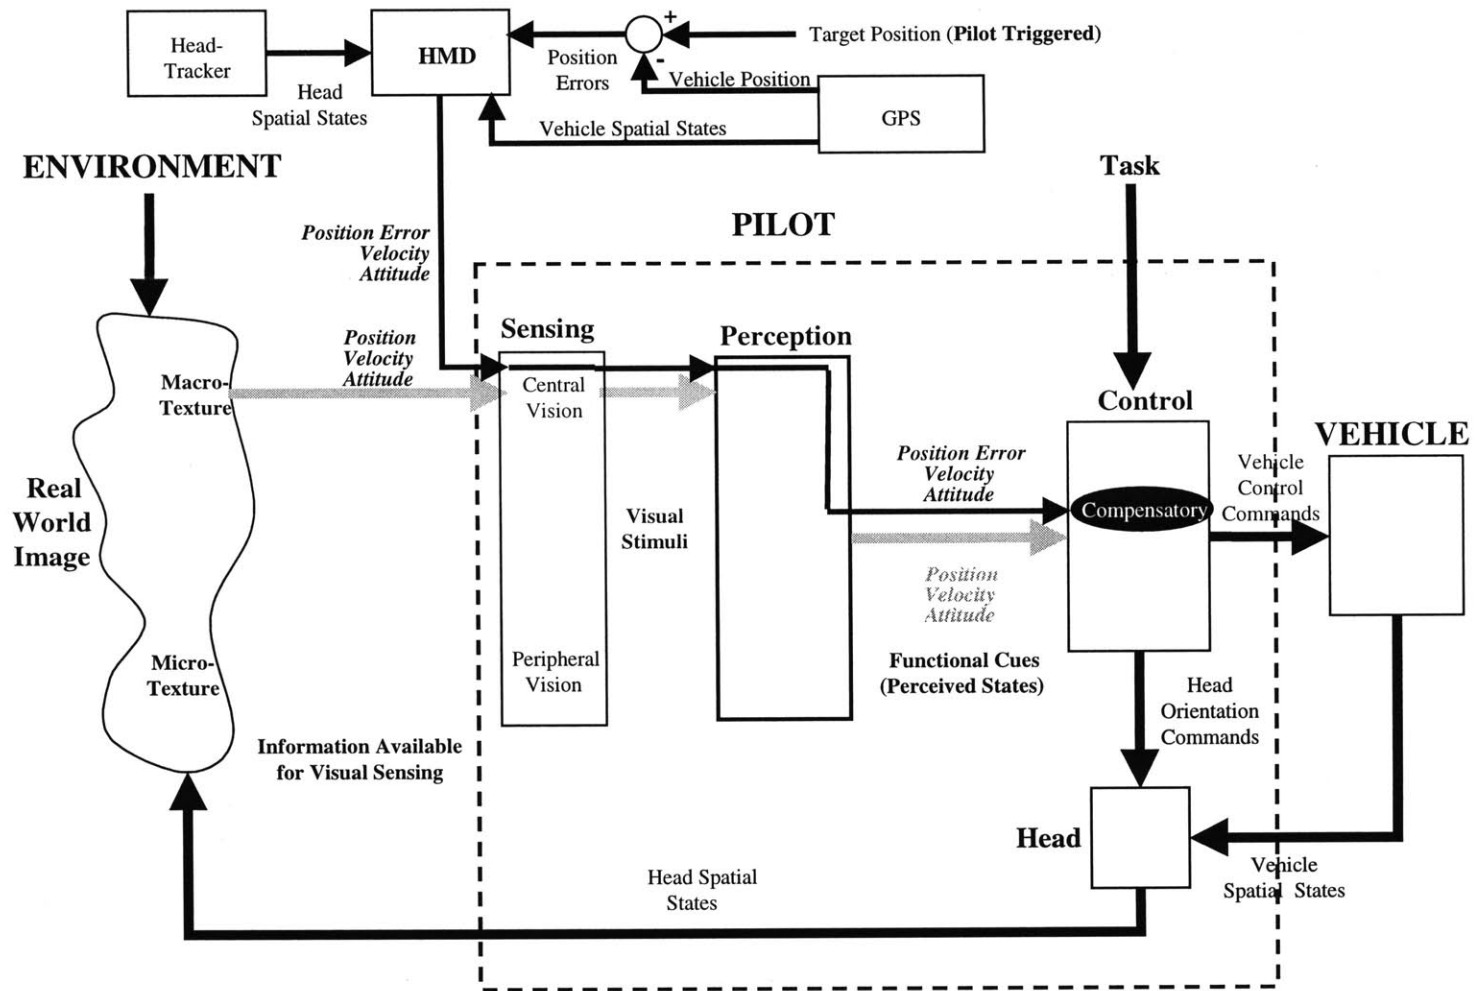 Head-
Tracker
HMD
Head
Spatial States
Position
Errors
+
-
Target Position (Pilot Triggered)
Vehicle Position
Vehicle Spatial States
GPS
ENVIRONMENT
Task
PILOT
Position Error
Velocity
Attitude
Position
Velocity
Attitude
Sensing
Perception
Macro-
Texture
Central
Vision
Control
VEHICLE
Position Error
Velocity
Attitude
Compensatory
Vehicle
Control
Commands
Real
World
Image
Visual
Stimuli
Position
Velocity
Attitude
Micro-
Texture
Peripheral
Vision
Functional Cues
(Perceived States)
Head
Orientation
Commands
Information Available
for Visual Sensing
Head
Vehicle
Spatial States
Head Spatial
States